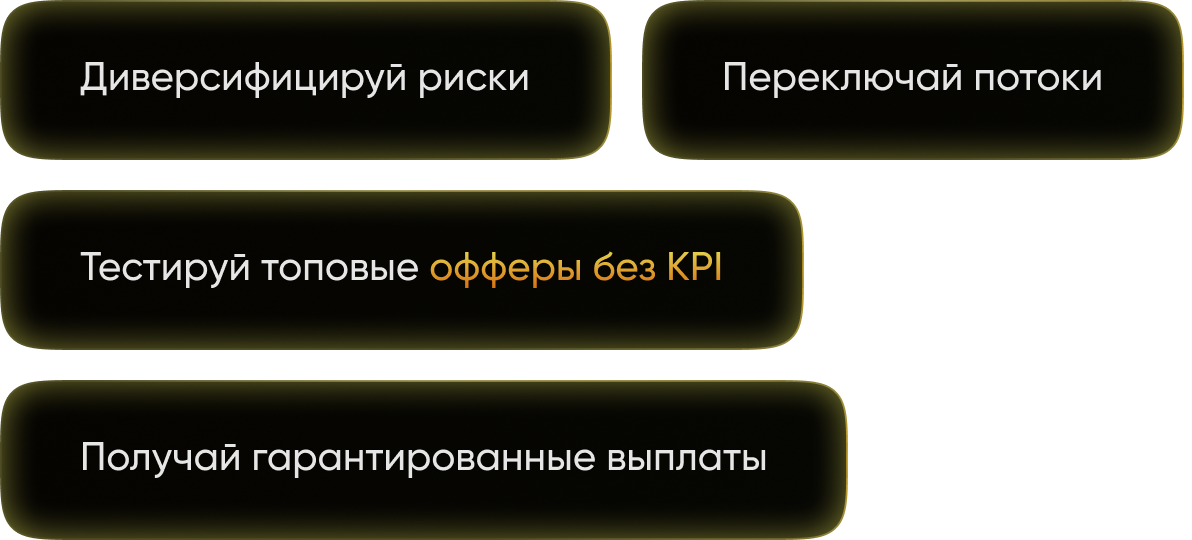 Диверсифицируй риски
Переключай потоки
Тестируй топовые офферы без KPI
Получай гарантированные выплаты